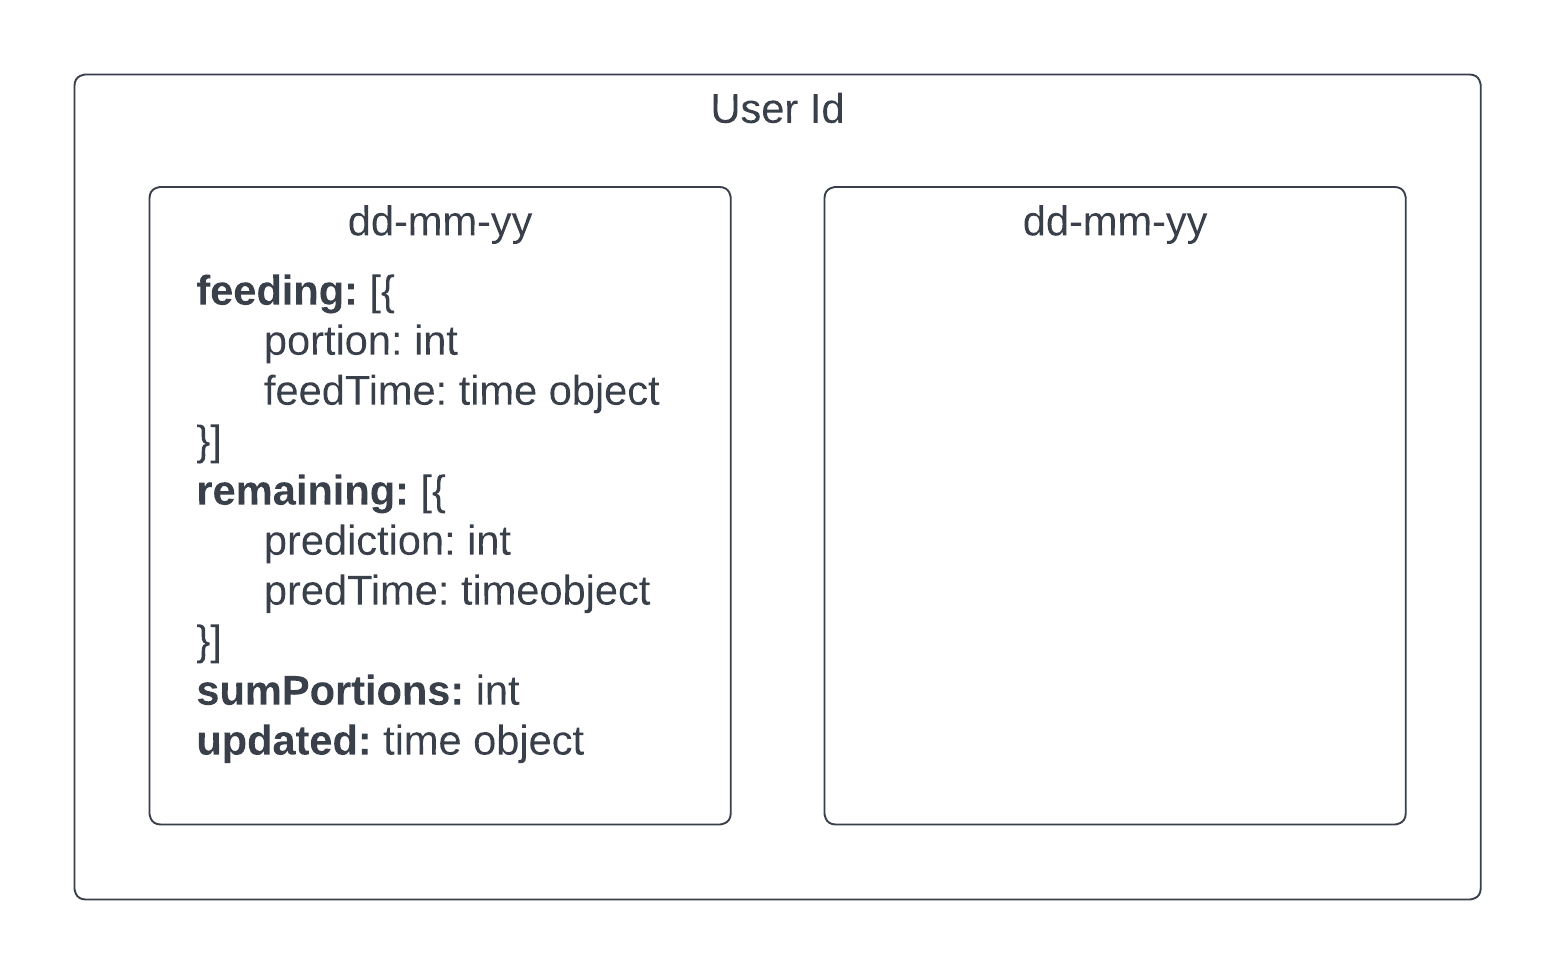 User Id
dd-mm-yy
feeding: [{
portion: int
feedTime: time object
}]
remaining: [{
prediction: int
predTime: timeobject
}]
sumPortions: int
updated: time object
dd-mm-yy